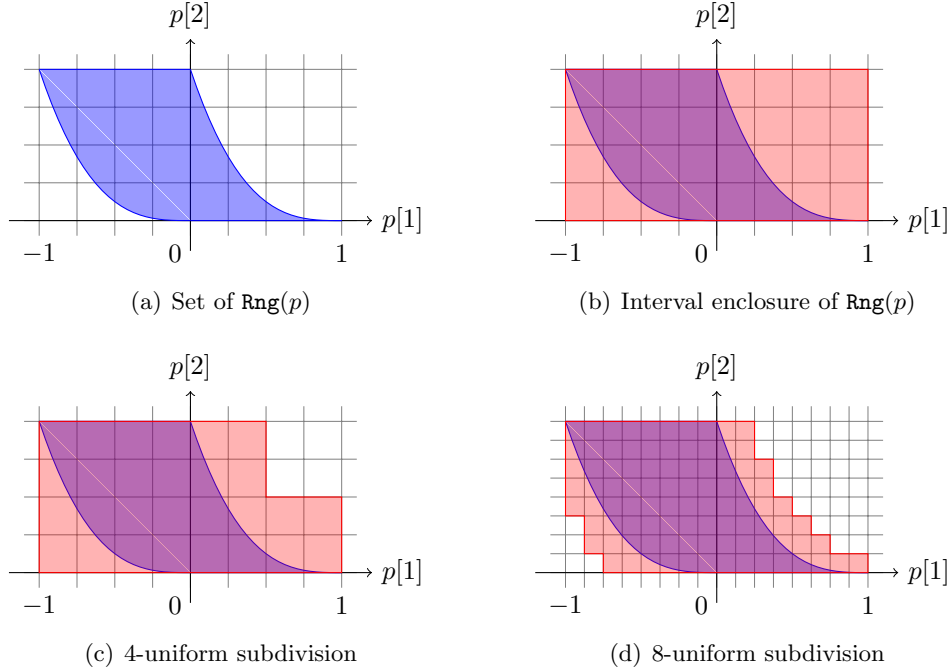 p[2]
p[1]
−1
0
1
(a) Set of Rng(p)
p[2]
p[1]
−1
0
1
(b) Interval enclosure of Rng(p)
p[2]
p[1]
−1
0
1
(c) 4-uniform subdivision
p[2]
p[1]
−1
0
1
(d) 8-uniform subdivision